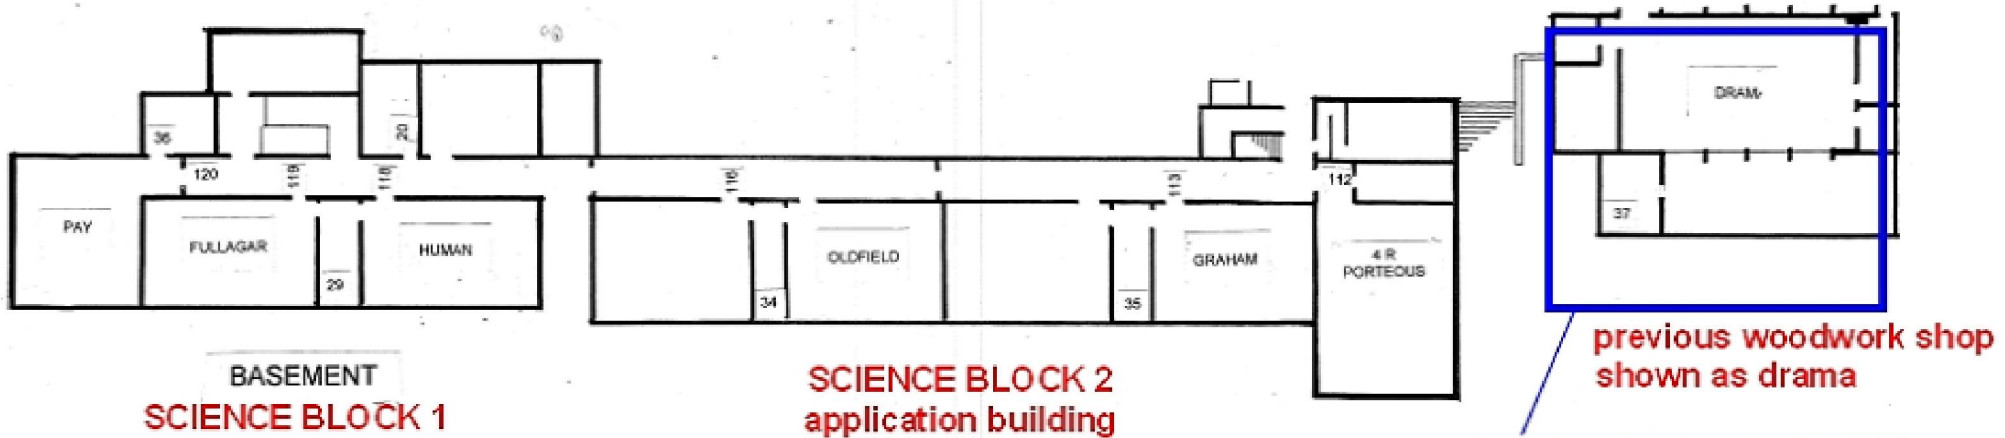 36
20
DRAM
120
119
118
116
113
112
PAY
FULLAGAR
HUMAN
OLDFIELD
GRAHAM
4 R
PORTEOUS
37
29
34
35
BASEMENT
SCIENCE BLOCK 1
SCIENCE BLOCK 2
application building
previous woodwork shop
shown as drama